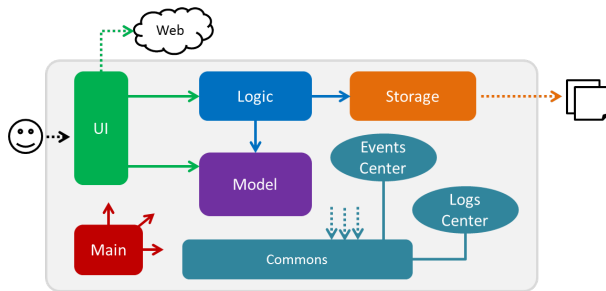 Web
UI
Logic
Storage
Model
Events
Center
Logs
Center
Main
Commons